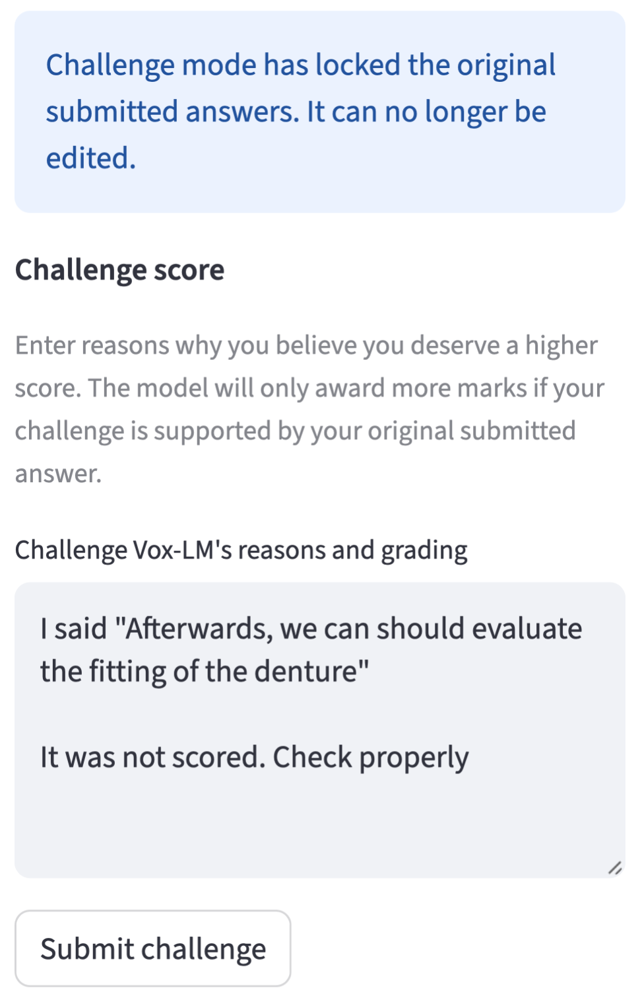 Challenge mode has locked the original
submitted answers. It can no longer be
edited.
Challenge score
Enter reasons why you believe you deserve a higher
score. The model will only award more marks if your
challenge is supported by your original submitted
answer.
Challenge Vox-LM's reasons and grading
I said "Afterwards, we can should evaluate
the fitting of the denture"
It was not scored. Check properly
Submit challenge